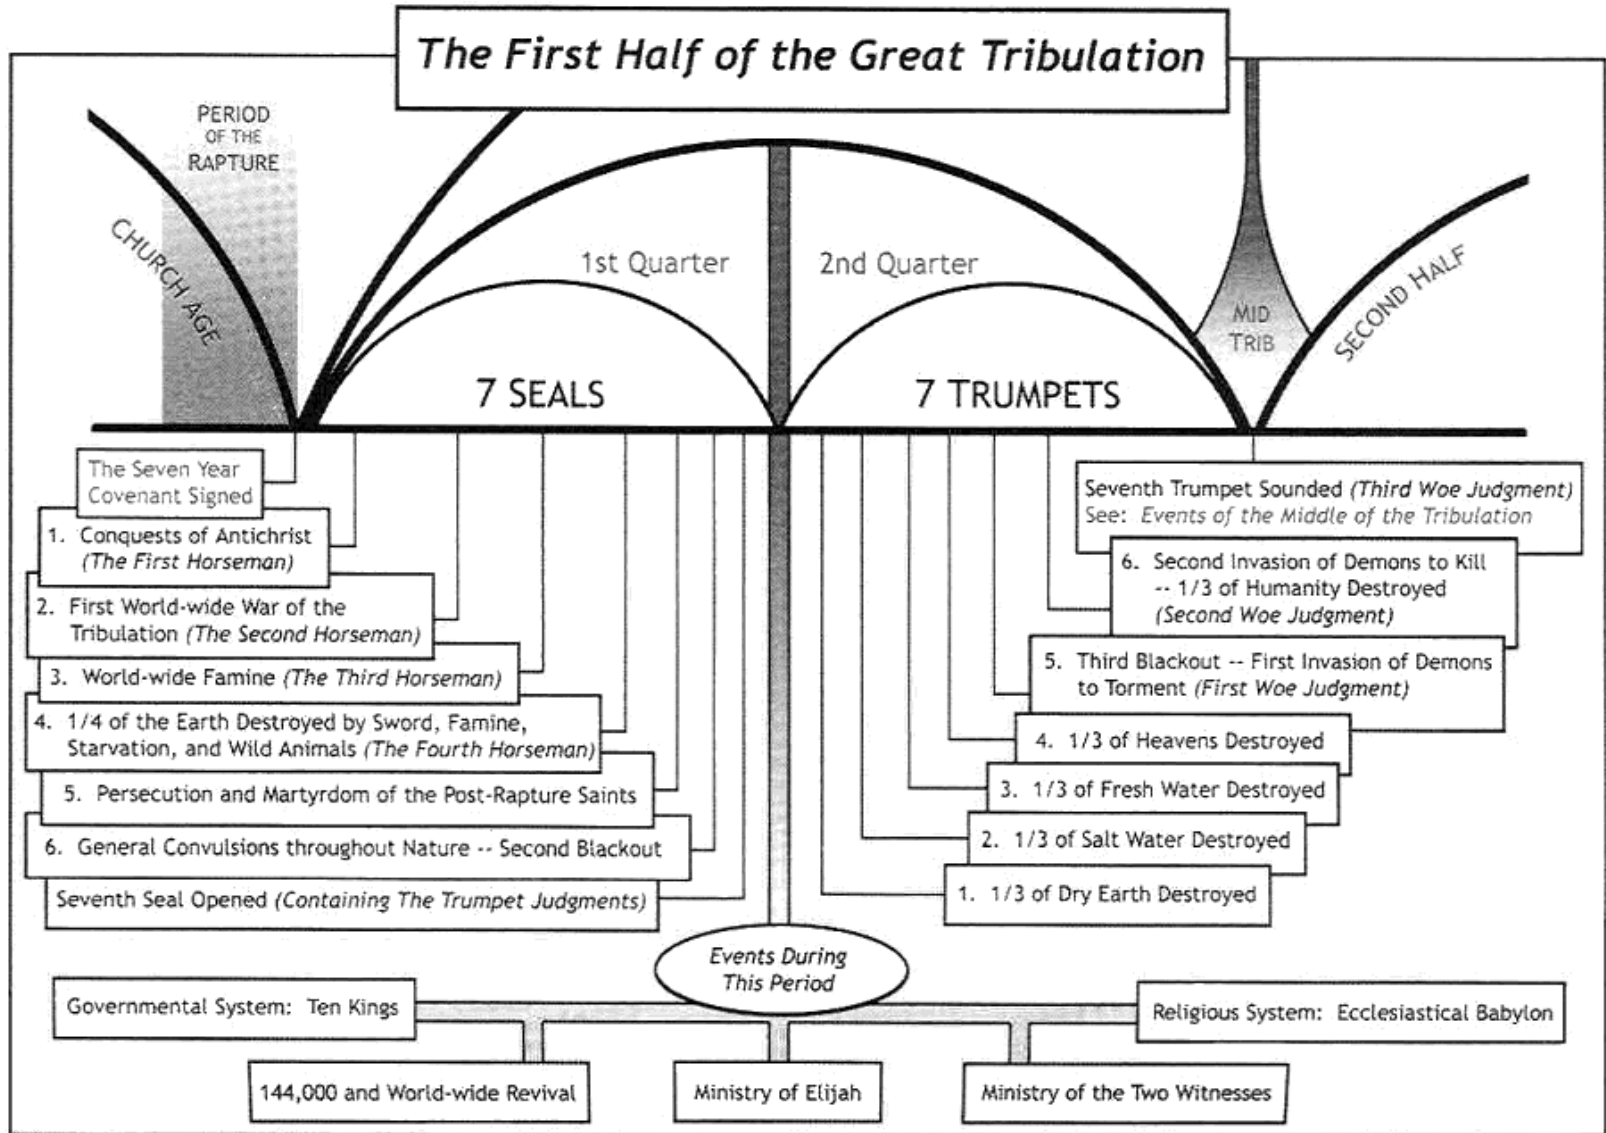 The First Half of the Great Tribulation
PERIOD
OF THE
RAPTURE
CHURCH AGE
1st Quarter
2nd Quarter
MID
TRIB
SECOND HALF
7 SEALS
7 TRUMPETS
The Seven Year
Covenant Signed
1. Conquests of Antichrist
(The First Horseman)
2. First World-wide War of the
Tribulation (The Second Horseman)
3. World-wide Famine (The Third Horseman)
4. 1/4 of the Earth Destroyed by Sword, Famine,
Starvation, and Wild Animals (The Fourth Horseman)
5. Persecution and Martyrdom of the Post-Rapture Saints
6. General Convulsions throughout Nature -- Second Blackout
Seventh Seal Opened (Containing The Trumpet Judgments)
Seventh Trumpet Sounded (Third Woe Judgment)
See: Events of the Middle of the Tribulation
6. Second Invasion of Demons to Kill
-- 1/3 of Humanity Destroyed
(Second Woe Judgment)
5. Third Blackout -- First Invasion of Demons
to Torment (First Woe Judgment)
4. 1/3 of Heavens Destroyed
3. 1/3 of Fresh Water Destroyed
2. 1/3 of Salt Water Destroyed
1. 1/3 of Dry Earth Destroyed
Events During
This Period
Governmental System: Ten Kings
Religious System: Ecclesiastical Babylon
144,000 and World-wide Revival
Ministry of Elijah
Ministry of the Two Witnesses